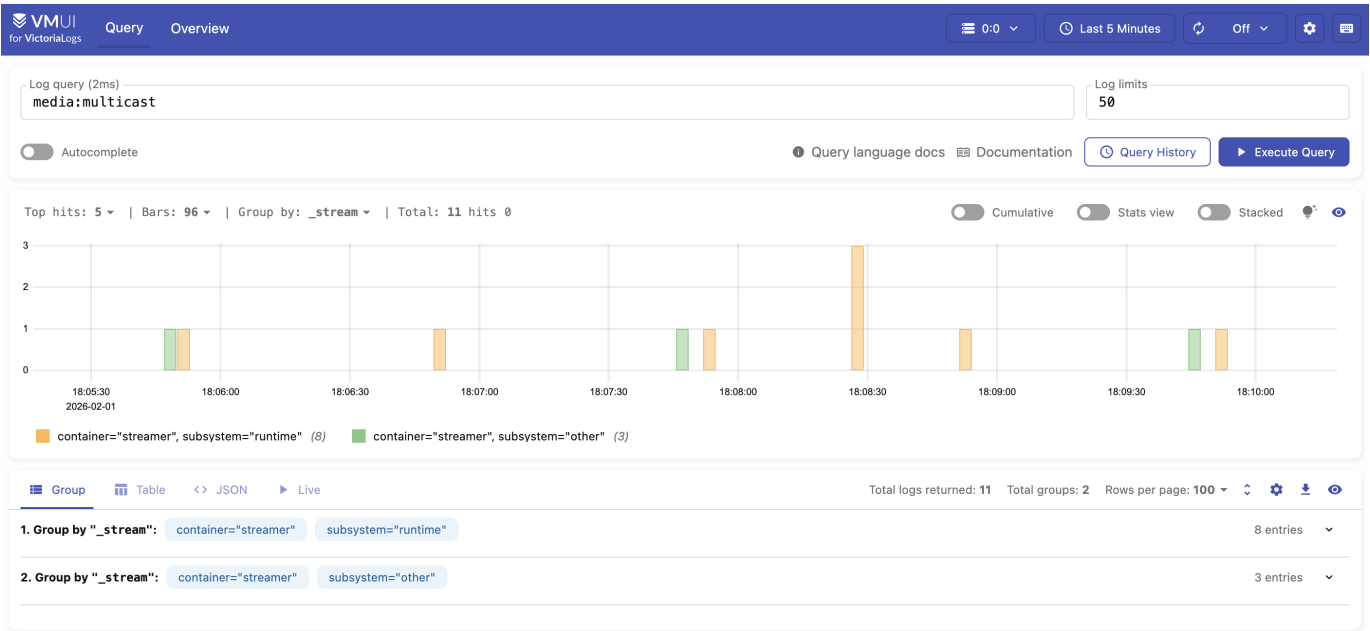 VMUI
for VictoriaLogs
Query Overview 0:0 Last 5 Minutes Off
Log query (2ms) Log limits
media:multicast 50
Autocomplete Query language docs Documentation Query History Execute Query
Top hits: 5 | Bars: 96 | Group by: _stream | Total: 11 hits 0 Cumulative Stats view Stacked
3
2
1
0
18:05:30 18:06:00 18:06:30 18:07:00 18:07:30 18:08:00 18:08:30 18:09:00 18:09:30 18:10:00
2026-02-01
container="streamer", subsystem="runtime" (8) container="streamer", subsystem="other" (3)
Group Table JSON Live Total logs returned: 11 Total groups: 2 Rows per page: 100
1. Group by "_stream": container="streamer" subsystem="runtime" 8 entries
2. Group by "_stream": container="streamer" subsystem="other" 3 entries